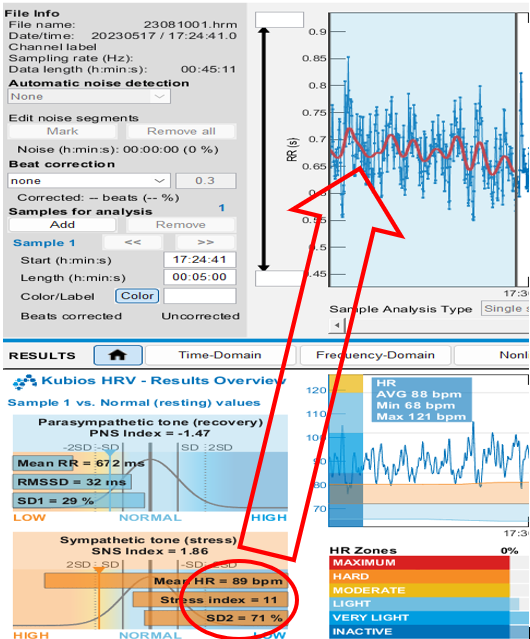 File Info
File name: 23081001.hrm
Date/time: 20230517 / 17:24:41.0
Channel label
Sampling rate (Hz):
Data length (h:min:s): 00:45:11
Automatic noise detection
None
Edit noise segments
Mark Remove all
Noise (h:min:s): 00:00:00 (0 %)
Beat correction
none 0.3
Corrected: -- beats (-- %)
Samples for analysis 1
Add Remove
Sample 1 << >>
Start (h:min:s) 17:24:41
Length (h:min:s) 00:05:00
Color/Label Color
Beats corrected Uncorrected
RR (s)
0.9
0.85
0.8
0.75
0.7
0.65
0.55
0.5
.45
17:3
Sample Analysis Type Single s
RESULTS Time-Domain Frequency-Domain Nonl
Kubios HRV - Results Overview
Sample 1 vs. Normal (resting) values
Parasympathetic tone (recovery)
PNS Index = -1.47
-2SD -SD SD 2SD
Mean RR = 672 ms
RMSSD = 32 ms
SD1 = 29 %
LOW NORMAL HIGH
Sympathetic tone (stress)
SNS Index = 1.86
2SD SD -SD -2SD
Mean HR = 89 bpm
Stress index = 11
SD2 = 71 %
HIGH NORMAL LOW
120
110
100
90
80
70
HR
AVG 88 bpm
Min 68 bpm
Max 121 bpm
17:3
HR Zones 0%
MAXIMUM
HARD
MODERATE
LIGHT
VERY LIGHT
INACTIVE